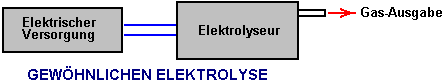 Elektrischer
Versorgung
Elektrolyseur
Gas-Ausgabe
GEWÖHNLICHEN ELEKTROLYSE